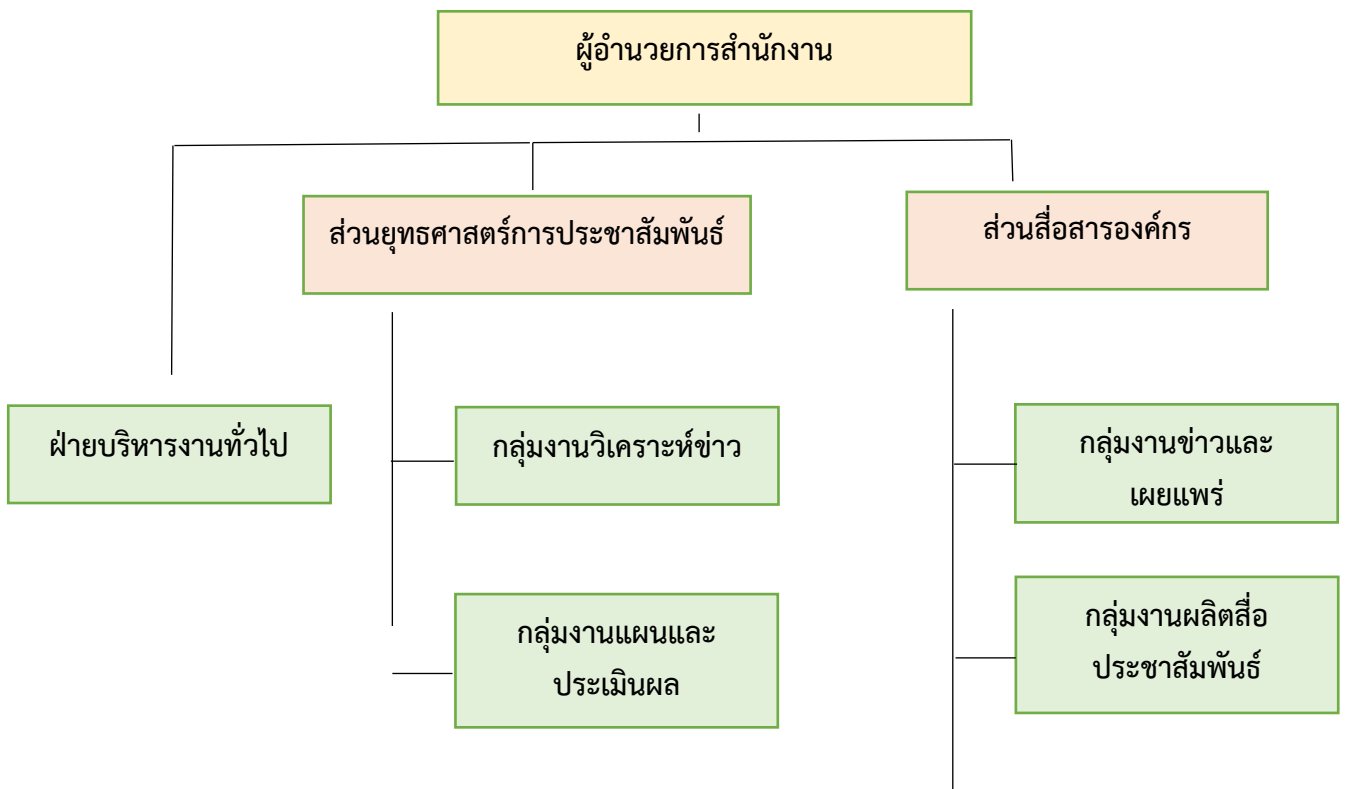 ผู้อำนวยการสำนักงาน
ส่วนยุทธศาสตร์การประชาสัมพันธ์
ส่วนสื่อสารองค์กร
ฝ่ายบริหารงานทั่วไป
กลุ่มงานวิเคราะห์ข่าว
กลุ่มงานข่าวและ
เผยแพร่
กลุ่มงานแผนและ
ประเมินผล
กลุ่มงานผลิตสื่อ
ประชาสัมพันธ์